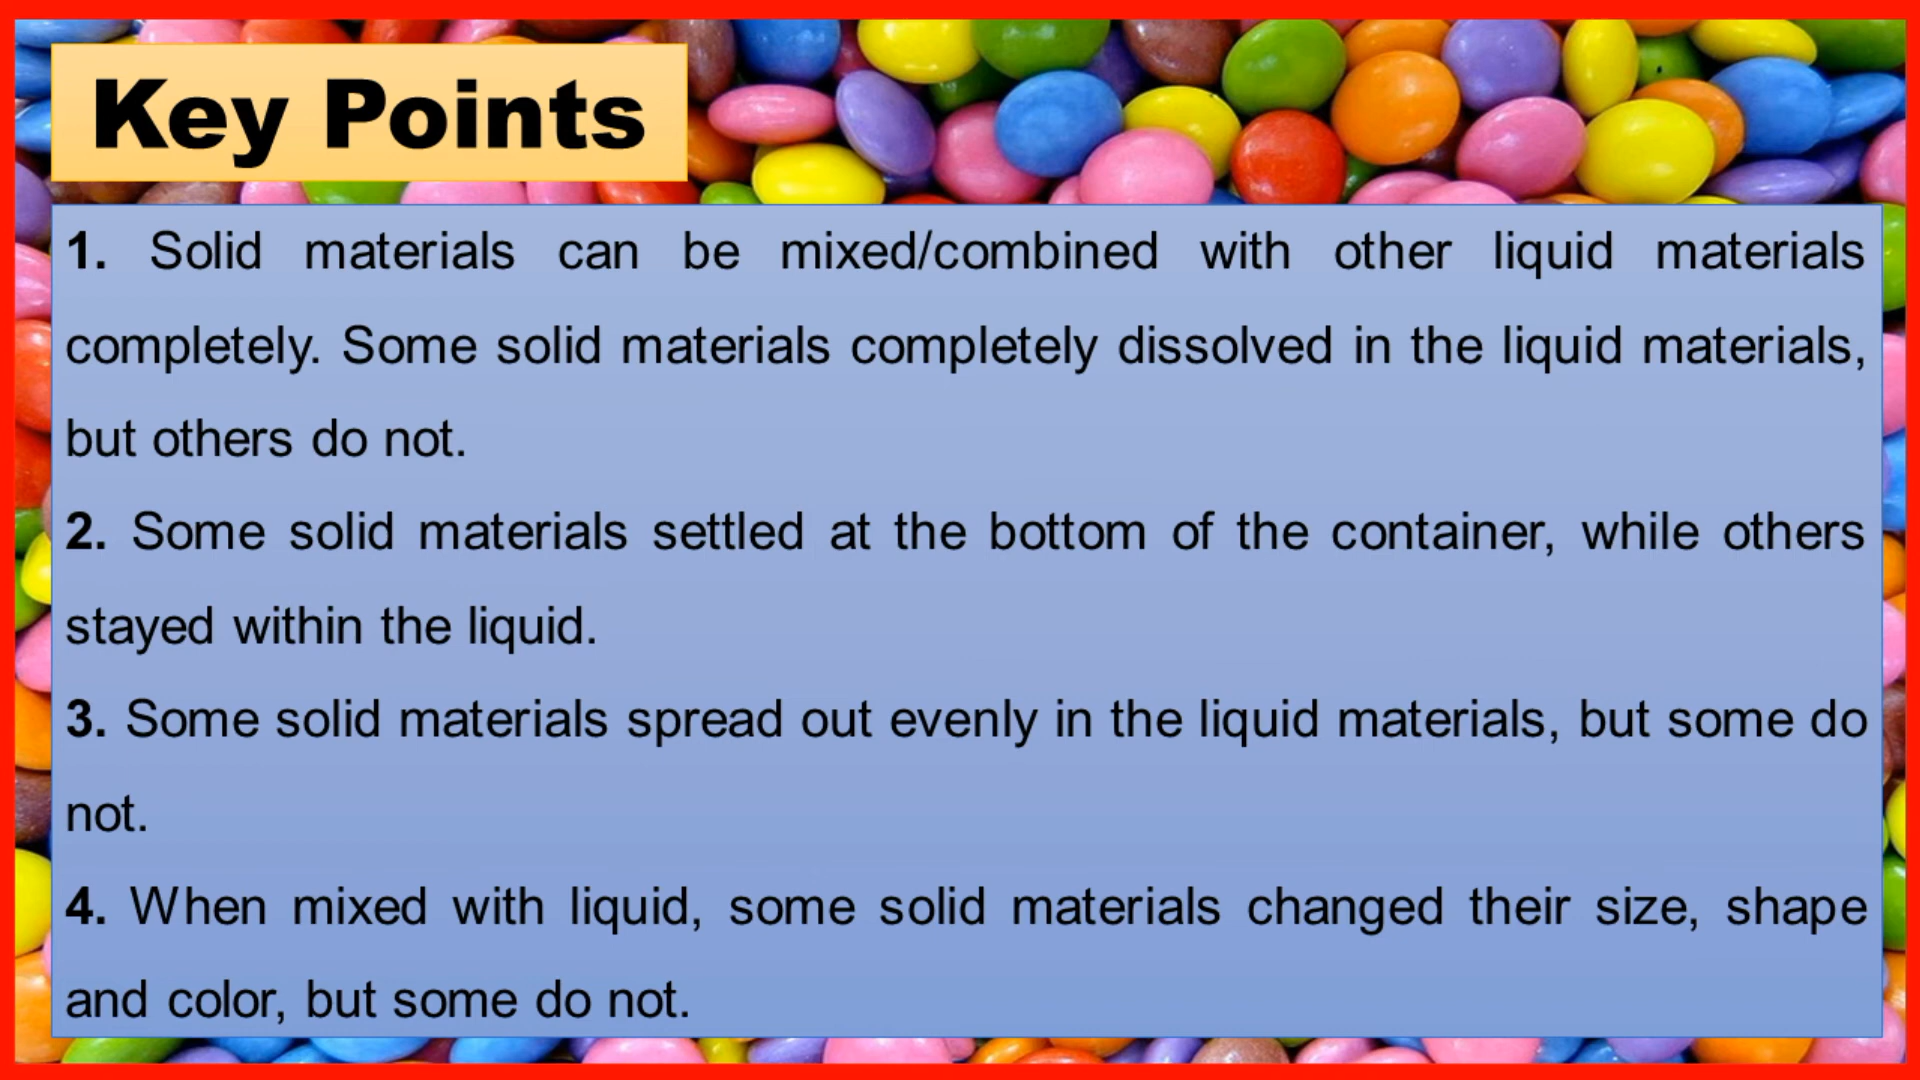 Key Points
1. Solid materials can be mixed/combined with other liquid materials
completely. Some solid materials completely dissolved in the liquid materials,
but others do not.
2. Some solid materials settled at the bottom of the container, while others
stayed within the liquid.
3. Some solid materials spread out evenly in the liquid materials, but some do
not.
4. When mixed with liquid, some solid materials changed their size, shape
and color, but some do not.